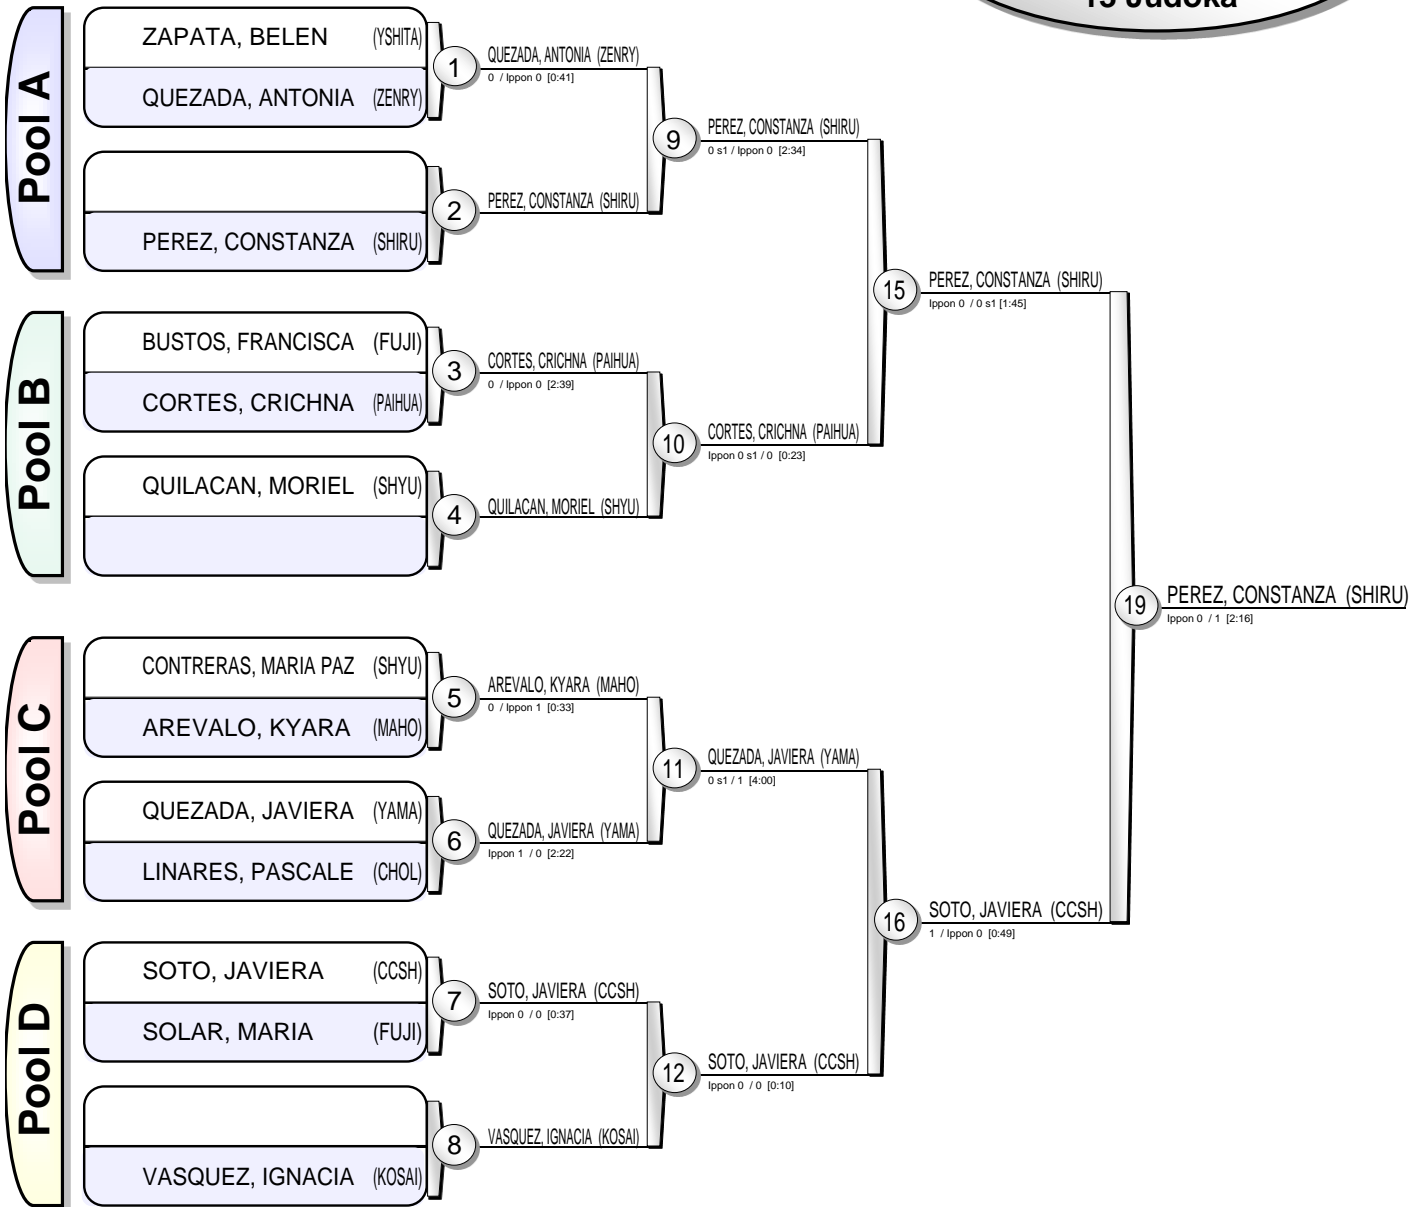 13 Judoka
Pool A
ZAPATA, BELEN (YSHITA)
QUEZADA, ANTONIA (ZENRY)
1
QUEZADA, ANTONIA (ZENRY)
0 / Ippon 0 [0:41]
PEREZ, CONSTANZA (SHIRU)
2
PEREZ, CONSTANZA (SHIRU)
9
PEREZ, CONSTANZA (SHIRU)
0 s1 / Ippon 0 [2:34]
Pool B
BUSTOS, FRANCISCA (FUJI)
CORTES, CRICHNA (PAIHUA)
3
CORTES, CRICHNA (PAIHUA)
0 / Ippon 0 [2:39]
QUILACAN, MORIEL (SHYU)
4
QUILACAN, MORIEL (SHYU)
10
CORTES, CRICHNA (PAIHUA)
Ippon 0 s1 / 0 [0:23]
15
PEREZ, CONSTANZA (SHIRU)
Ippon 0 / 0 s1 [1:45]
Pool C
CONTRERAS, MARIA PAZ (SHYU)
AREVALO, KYARA (MAHO)
5
AREVALO, KYARA (MAHO)
0 / Ippon 1 [0:33]
QUEZADA, JAVIERA (YAMA)
LINARES, PASCALE (CHOL)
6
QUEZADA, JAVIERA (YAMA)
Ippon 1 / 0 [2:22]
11
QUEZADA, JAVIERA (YAMA)
0 s1 / 1 [4:00]
Pool D
SOTO, JAVIERA (CCSH)
SOLAR, MARIA (FUJI)
7
SOTO, JAVIERA (CCSH)
Ippon 0 / 0 [0:37]
VASQUEZ, IGNACIA (KOSAI)
8
VASQUEZ, IGNACIA (KOSAI)
12
SOTO, JAVIERA (CCSH)
Ippon 0 / 0 [0:10]
16
SOTO, JAVIERA (CCSH)
1 / Ippon 0 [0:49]
19
PEREZ, CONSTANZA (SHIRU)
Ippon 0 / 1 [2:16]